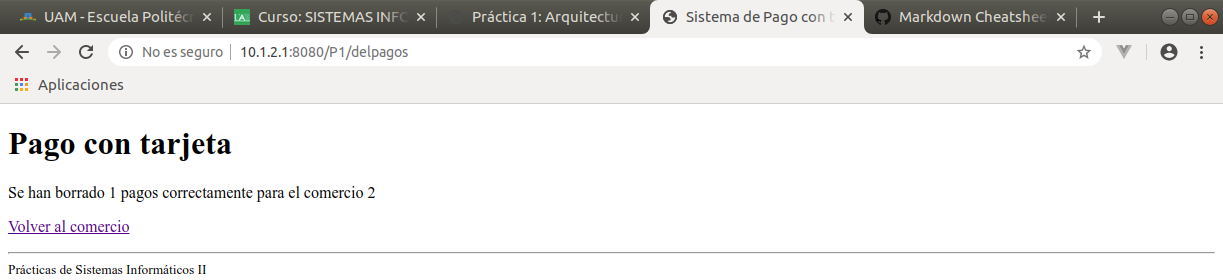 UAM - Escuela Politécn
Curso: SISTEMAS INFO
Práctica 1: Arquitectu
Sistema de Pago con t
Markdown Cheatshee
No es seguro
10.1.2.1:8080/P1/delpagos
Aplicaciones
Pago con tarjeta
Se han borrado 1 pagos correctamente para el comercio 2
Volver al comercio
Prácticas de Sistemas Informáticos II